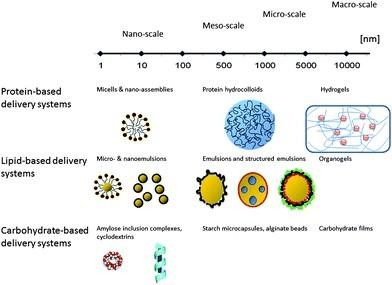 Macro-scale
Micro-scale
Meso-scale
Nano-scale
[nm]
1 10 100 500 1000 5000 10000
Protein-based
delivery systems
Micells & nano-assemblies Protein hydrocolloids Hydrogels
Lipid-based delivery
systems
Micro- & nanoemulsions Emulsions and structured emulsions Organogels
Carbohydrate-based
delivery systems
Amylose inclusion complexes,
cyclodextrins
Starch microcapsules, alginate beads Carbohydrate films